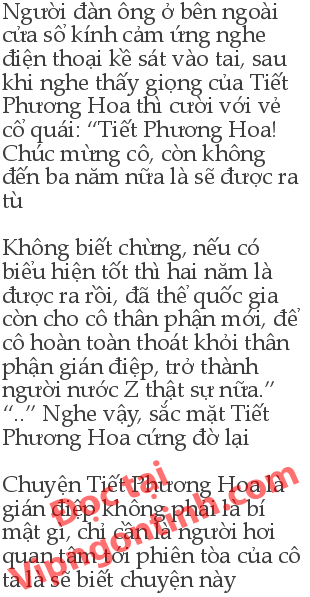 Người đàn ông ở bên ngoài
cửa sổ kính cảm ứng nghe
điện thoại kề sát vào tai, sau
khi nghe thấy giọng của Tiết
Phương Hoa thì cười với vẻ
cổ quái: “Tiết Phương Hoa!
Chúc mừng cô, còn không
đến ba năm nữa là sẽ được ra
tù
Không biết chừng, nếu có
biểu hiện tốt thì hai năm là
được ra rồi, đã thể quốc gia
còn cho cô thân phận mới, để
cô hoàn toàn thoát khỏi thân
phận gián điệp, trở thành
người nước Z thật sự nữa.”
“..” Nghe vậy, sắc mặt Tiết
Phương Hoa cứng đờ lại
Chuyện Tiết Phương Hoa là
gián điệp không phải là bí
mật gì, chỉ cần là người hơi
quan tâm tới phiên tòa của cô
ta là sẽ biết chuyện này
Đọc tại
Vipngontinh.com